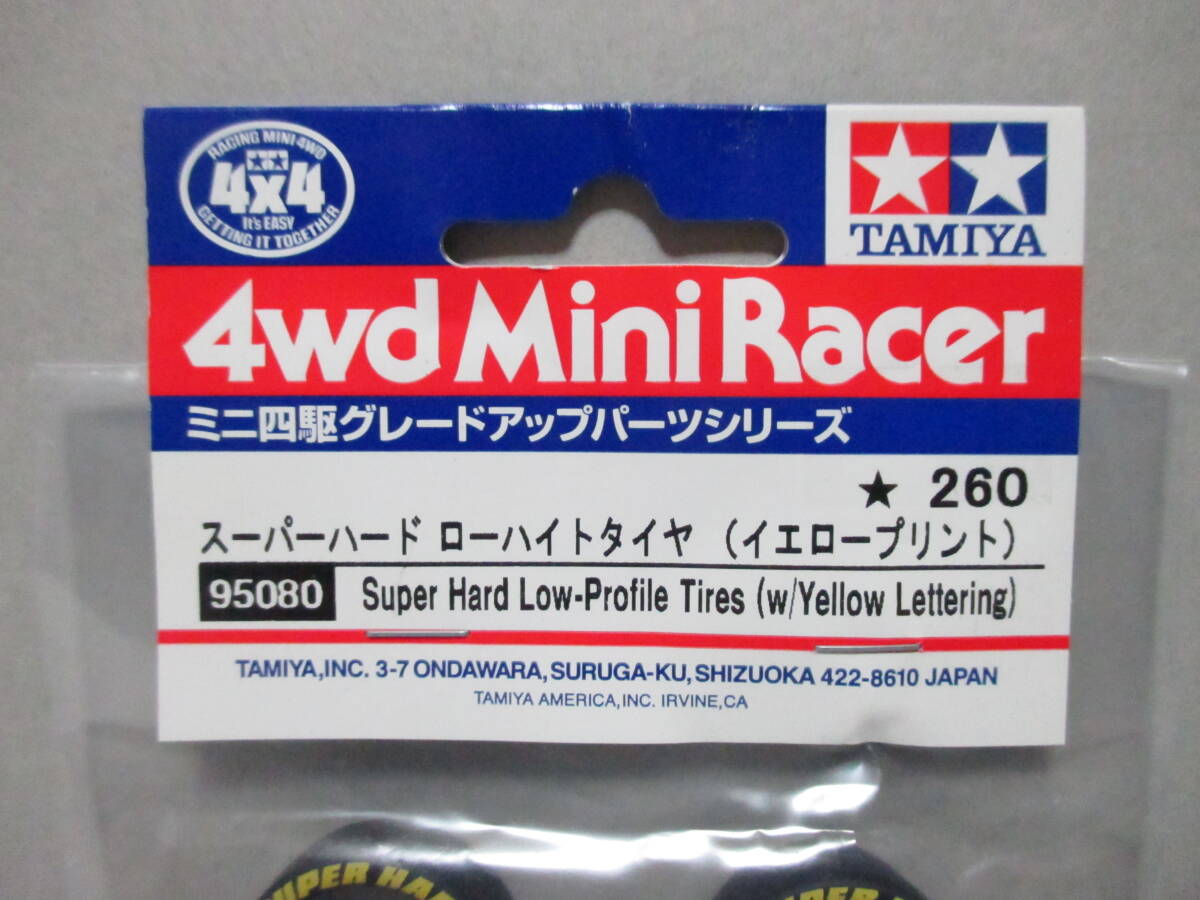 RACING MINI 4WD
4x4
It's EASY
GETTING IT TOGETHER
TAMIYA
4wd Mini Racer
ミニ四駆グレードアップパーツシリーズ
★ 260
スーパーハード ローハイトタイヤ （イエロープリント）
95080 Super Hard Low-Profile Tires (w/Yellow Lettering)
TAMIYA,INC. 3-7 ONDAWARA, SURUGA-KU, SHIZUOKA 422-8610 JAPAN
TAMIYA AMERICA,INC. IRVINE,CA
SUPER